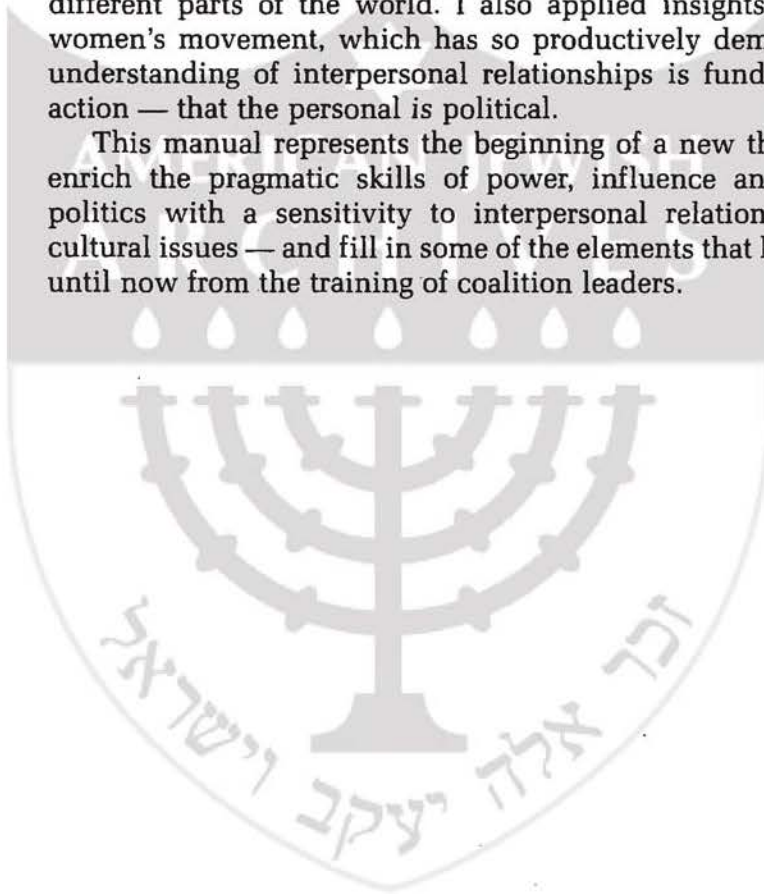 different parts of the world. I also applied insights
women's movement, which has so productively dem
understanding of interpersonal relationships is fund
action — that the personal is political.
This manual represents the beginning of a new th
enrich the pragmatic skills of power, influence an
politics with a sensitivity to interpersonal relation
cultural issues — and fill in some of the elements that l
until now from the training of coalition leaders.
AMERICAN JEWISH
ARCHIVES
זכר אלה יעקב וישראל